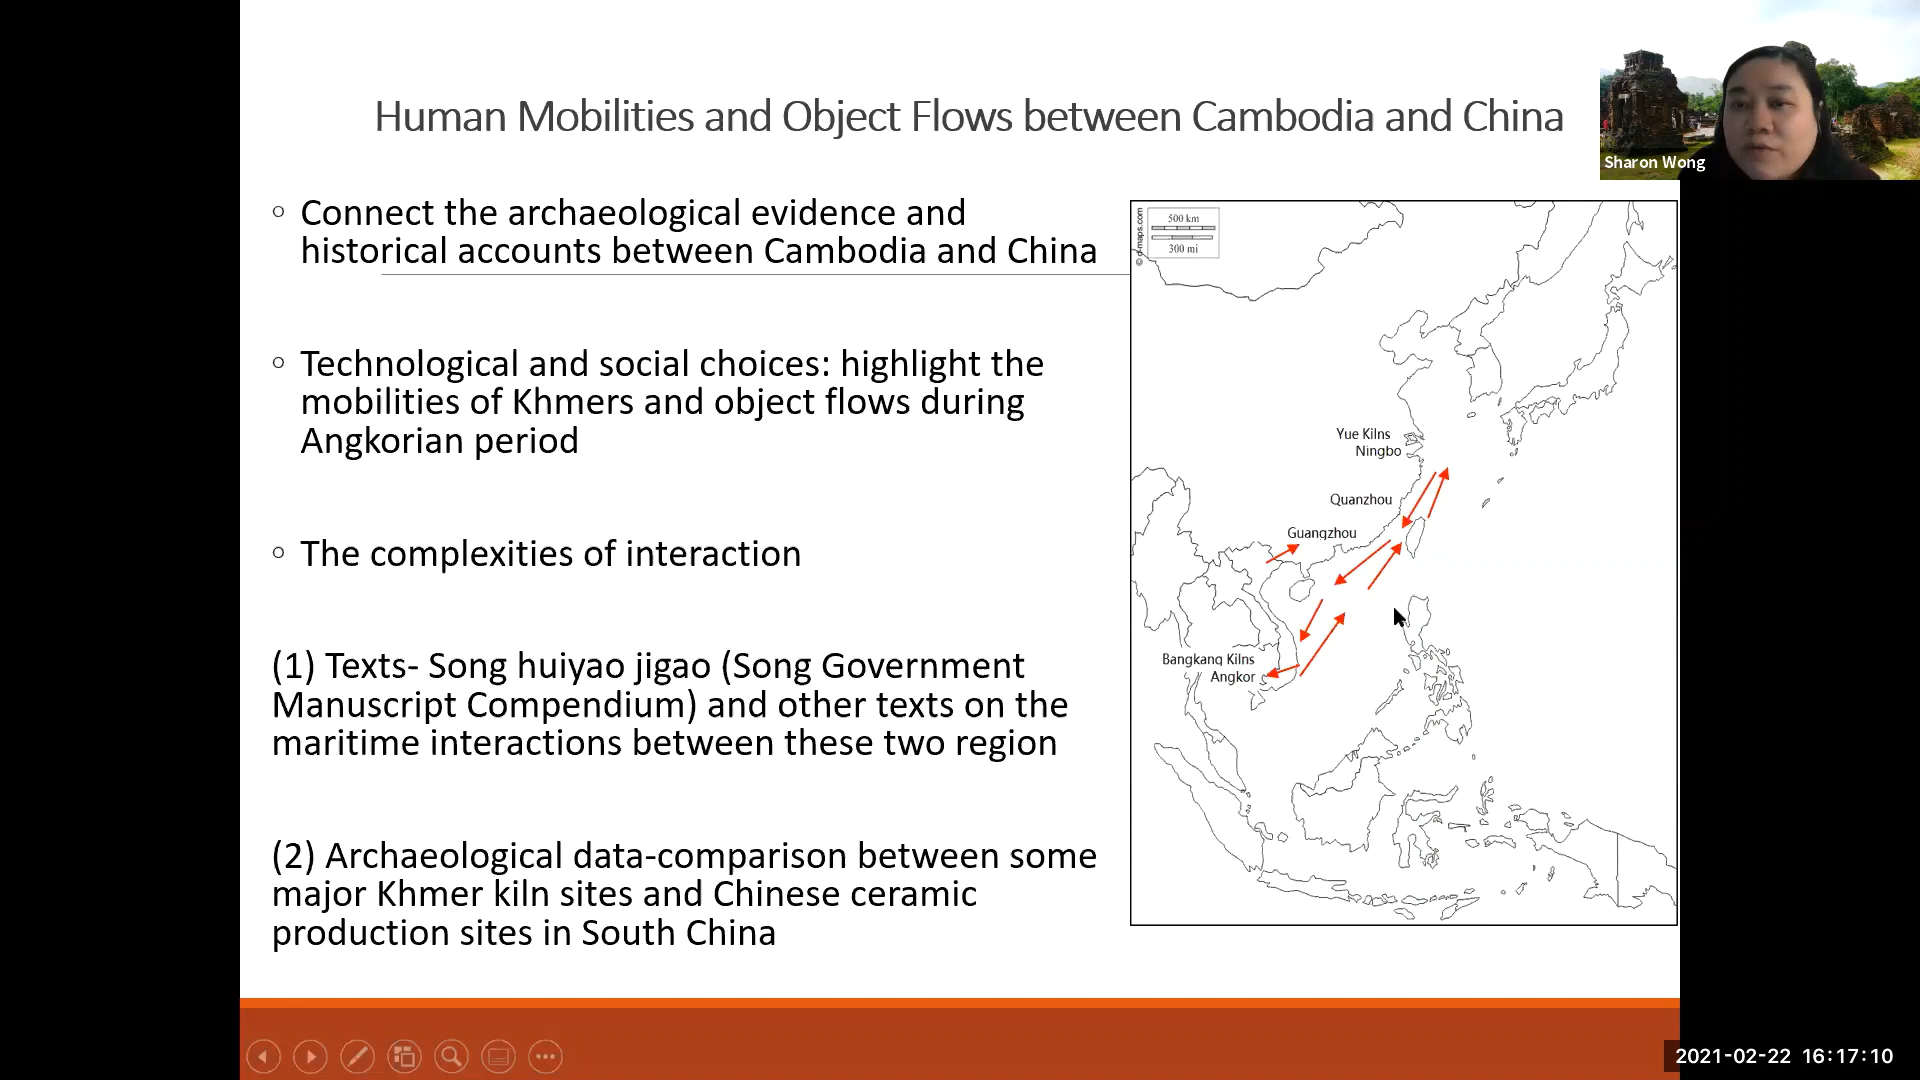 Human Mobilities and Object Flows between Cambodia and China
Sharon Wong
Connect the archaeological evidence and
historical accounts between Cambodia and China
Technological and social choices: highlight the
mobilities of Khmers and object flows during
Angkorian period
The complexities of interaction
(1) Texts- Song huiyao jigao (Song Government
Manuscript Compendium) and other texts on the
maritime interactions between these two region
(2) Archaeological data-comparison between some
major Khmer kiln sites and Chinese ceramic
production sites in South China
© d-maps.com
500 km
300 mi
Yue Kilns
Ningbo
Quanzhou
Guangzhou
Bangkang Kilns
Angkor
2021-02-22 16:17:10